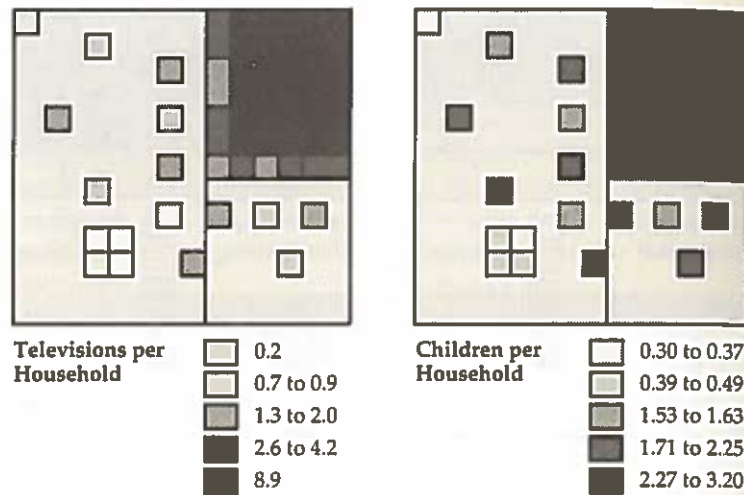 Televisions per
Household
0.2
0.7 to 0.9
1.3 to 2.0
2.6 to 4.2
8.9
Children per
Household
0.30 to 0.37
0.39 to 0.49
1.53 to 1.63
1.71 to 2.25
2.27 to 3.20